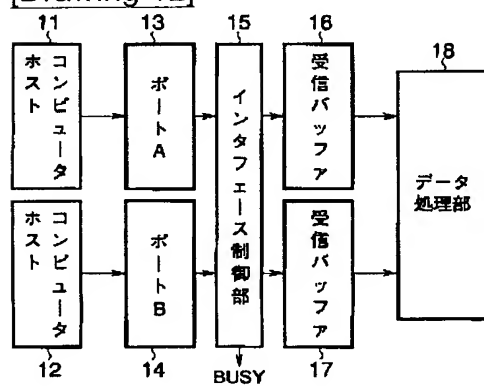 [Drawing
11
13
15
16
18
ホスト
コンピュータ
ポートA
インタフェース制御部
受信バッファ
データ
処理部
ホスト
コンピュータ
ポートB
受信バッファ
12
14
BUSY
17